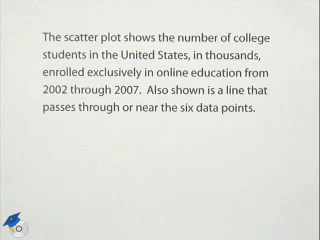 The scatter plot shows the number of college
students in the United States, in thousands,
enrolled exclusively in online education from
2002 through 2007.  Also shown is a line that
passes through or near the six data points.